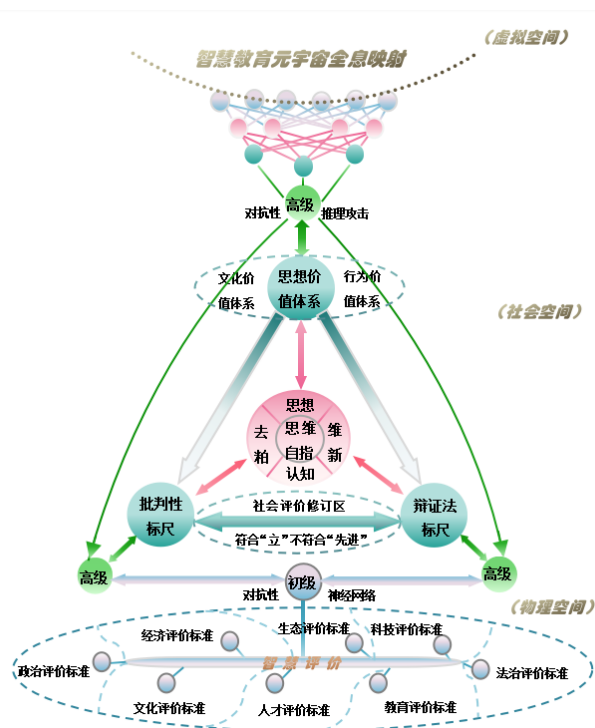 （虚拟空间）
智慧教育元宇宙全息映射
对抗性
高级
推理攻击
文化价
值体系
思想价
值体系
行为价
值体系
（社会空间）
思想
去
粕
思维
自指
维
新
认知
批判性
标尺
社会评价修订区
符合“立”不符合“先进”
辩证法
标尺
高级
初级
高级
对抗性
神经网络
（物理空间）
经济评价标准
生态评价标准
科技评价标准
政治评价标准
智慧评价
法治评价标准
文化评价标准
人才评价标准
教育评价标准